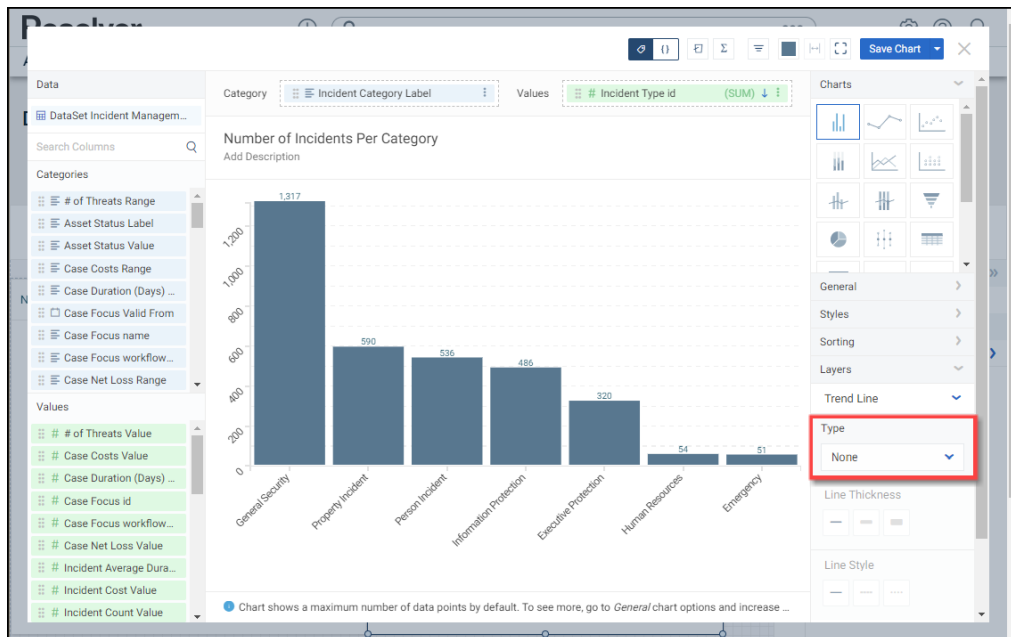 Save Chart
Data
DataSet Incident Managem...
Search Columns
Categories
# of Threats Range
Asset Status Label
Asset Status Value
Case Costs Range
Case Duration (Days) ...
Case Focus Valid From
Case Focus name
Case Focus workflow...
Case Net Loss Range
Values
# # of Threats Value
# Case Costs Value
# Case Duration (Days) ...
# Case Focus id
# Case Focus workflow...
# Case Net Loss Value
# Incident Average Dura...
# Incident Cost Value
# Incident Count Value
Category
Incident Category Label
Values
# Incident Type id (SUM)
Number of Incidents Per Category
Add Description
1,317
590
536
486
320
54
51
1,200
1,000
800
600
400
200
0
General Security
Property Incident
Person Incident
Information Protection
Executive Protection
Human Resources
Emergency
Chart shows a maximum number of data points by default. To see more, go to General chart options and increase ...
Charts
General
Styles
Sorting
Layers
Trend Line
Type
None
Line Thickness
Line Style